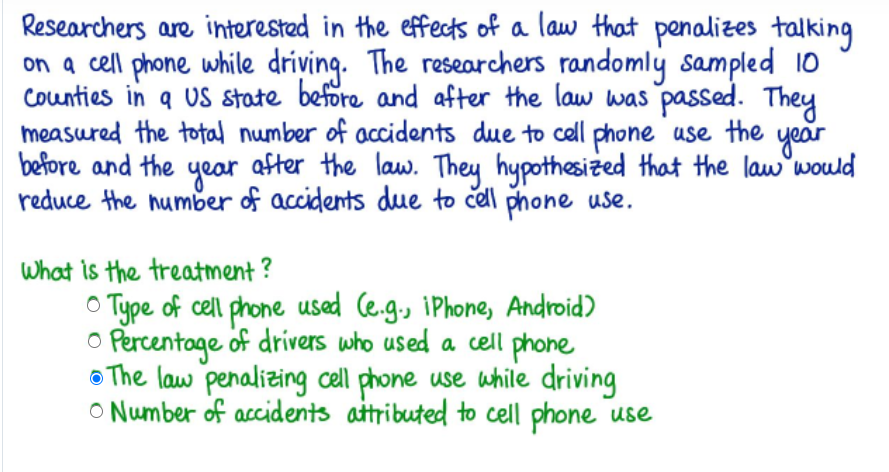 Researchers are interested in the effects of a law that penalizes talking
on a cell phone while driving. The researchers randomly sampled 10
Counties in a US state before and after the law was passed. They
measured the total number of accidents due to cell phone use the year
before and the year after the law. They hypothesized that the law would
reduce the number of accidents due to cell phone use.
What is the treatment?
Type of cell phone used (e.g., iPhone, Android)
Percentage of drivers who used a cell phone
The law penalizing cell phone use while driving
Number of accidents attributed to cell phone use